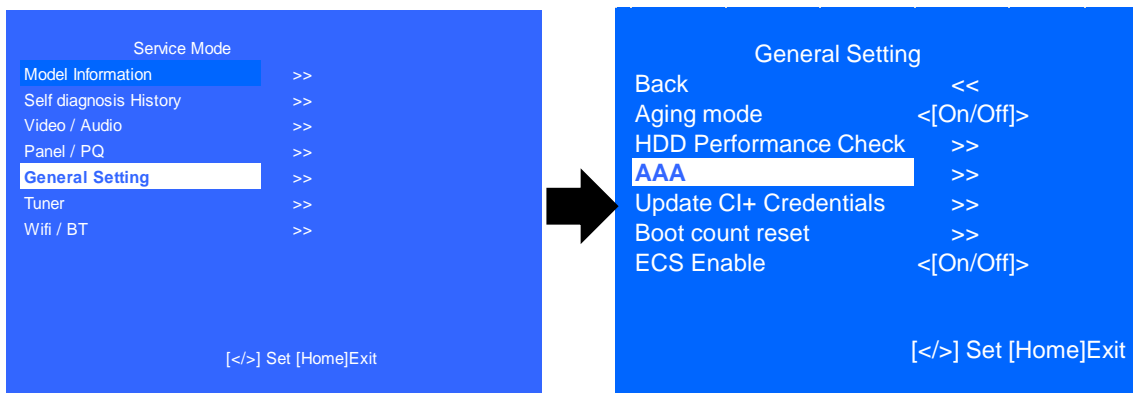 Service Mode
Model Information >>
Self diagnosis History >>
Video / Audio >>
Panel / PQ >>
General Setting >>
Tuner >>
Wifi / BT >>
[</>] Set [Home]Exit
General Setting
Back <<
Aging mode <[On/Off]>
HDD Performance Check >>
AAA >>
Update CI+ Credentials >>
Boot count reset >>
ECS Enable <[On/Off]>
[</>] Set [Home]Exit